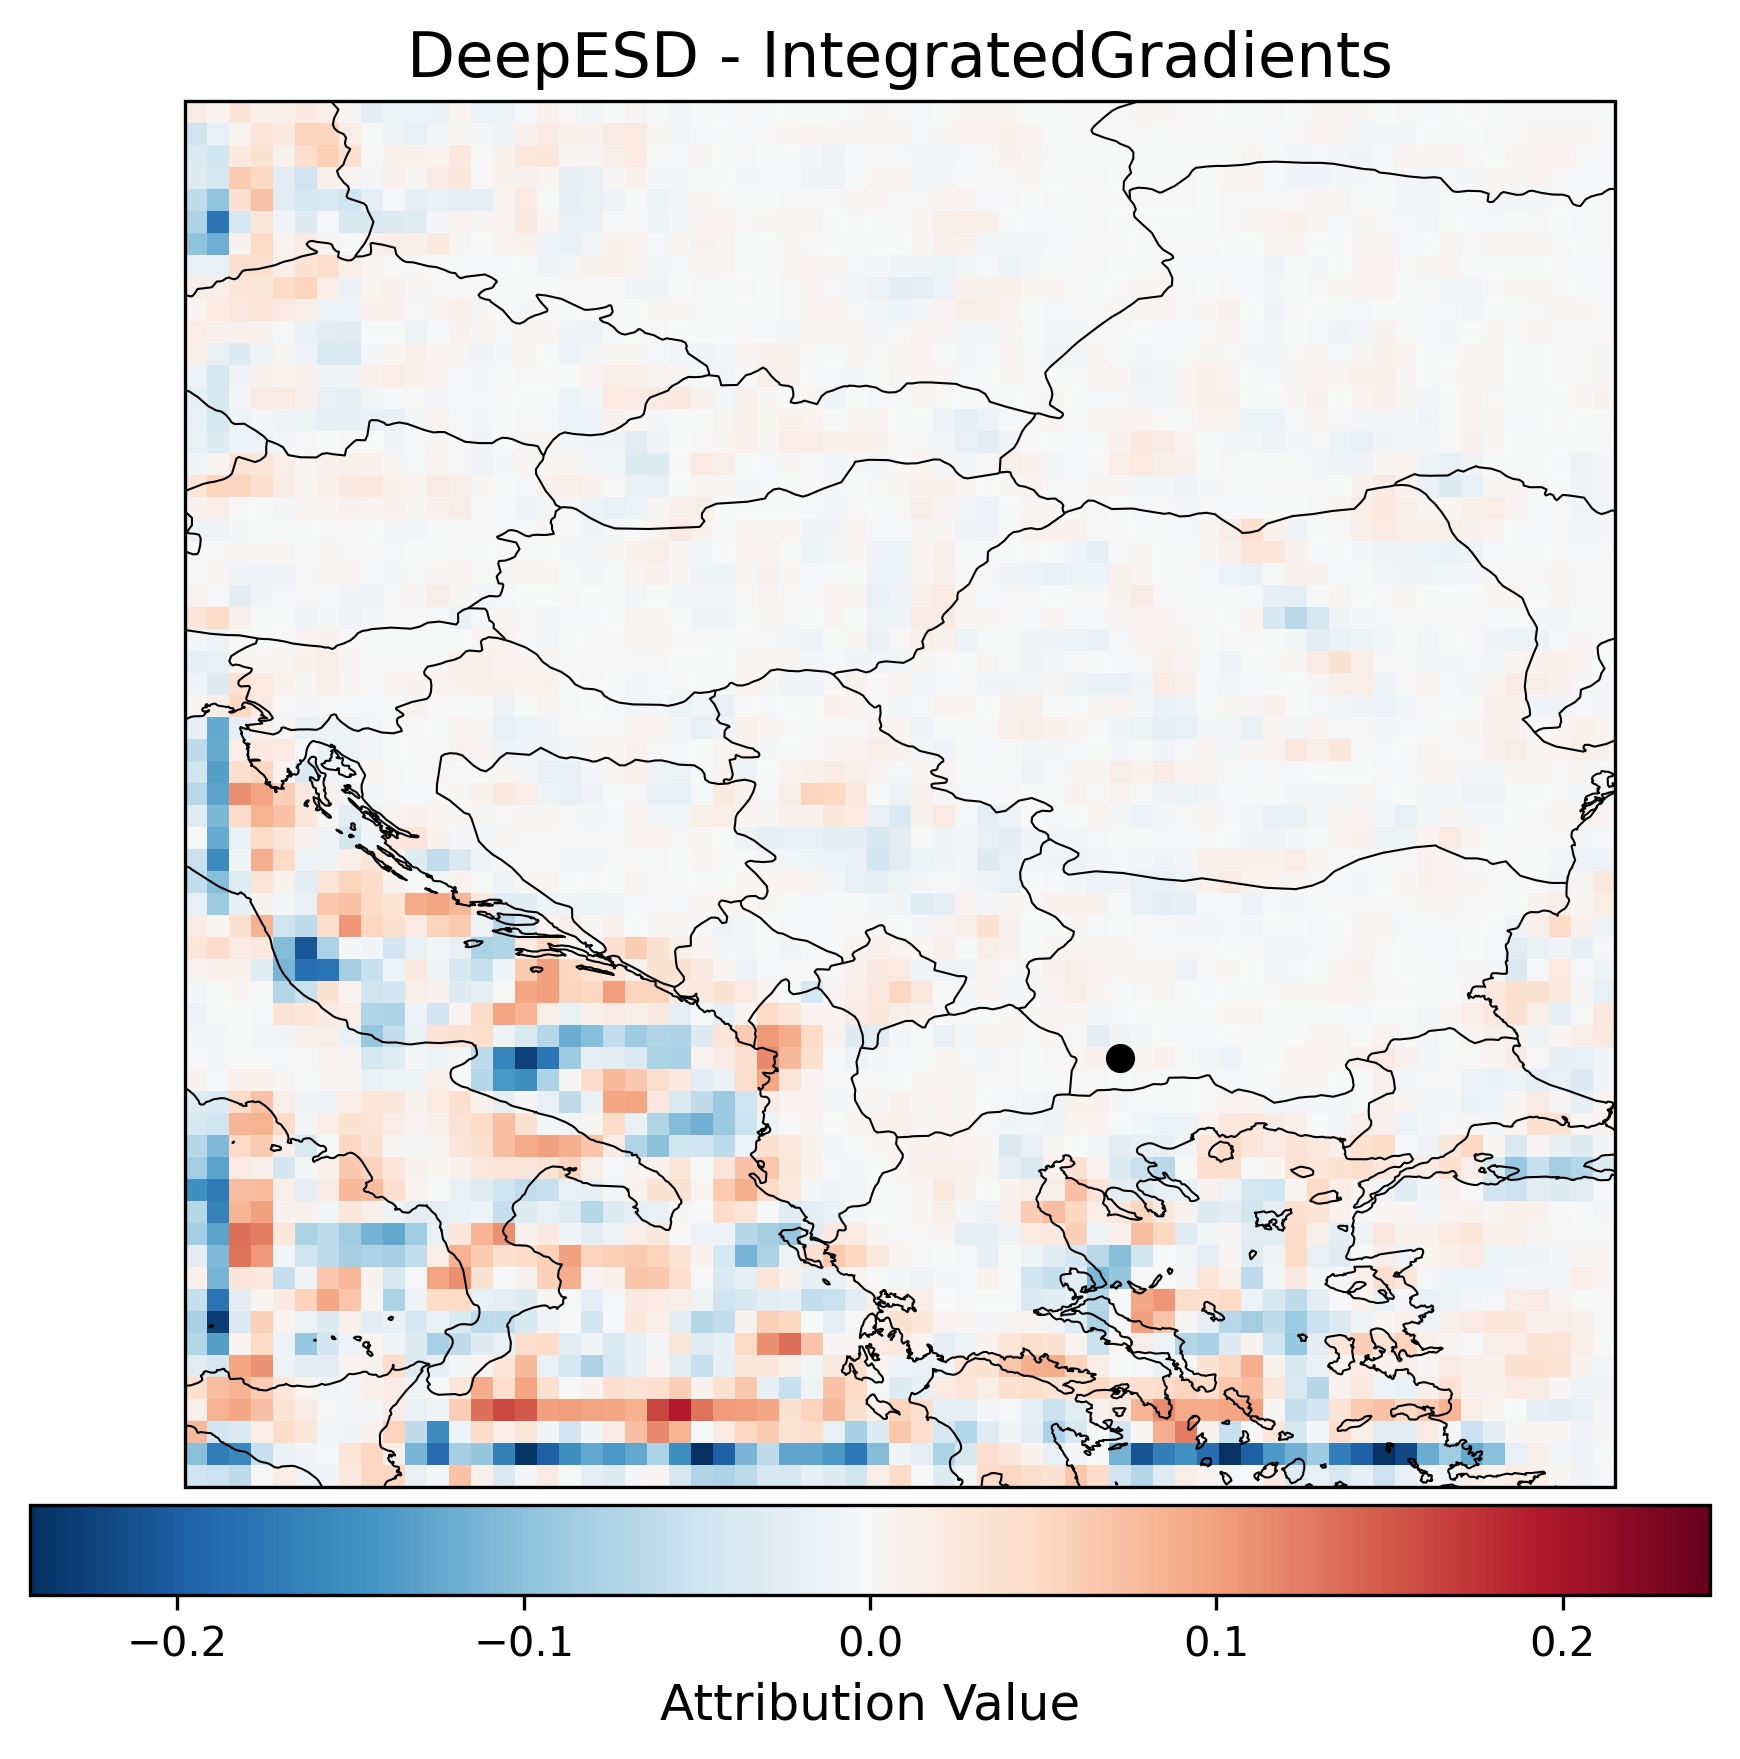 DeepESD - IntegratedGradients
−0.2 −0.1 0.0 0.1 0.2
Attribution Value